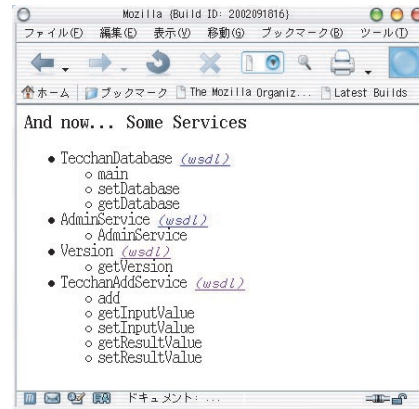 Mozilla {Build ID: 2002091816}
ファイル(F) 編集(E) 表示(V) 移動(G) ブックマーク(B) ツール(T)
ホーム ブックマーク The Mozilla Organiz... Latest Builds
And now... Some Services
TecchanDatabase (wsdl)
main
setDatabase
getDatabase
AdminService (wsdl)
AdminService
Version (wsdl)
getVersion
TecchanAddService (wsdl)
add
getInputValue
setInputValue
getResultValue
setResultValue
ドキュメント: ...